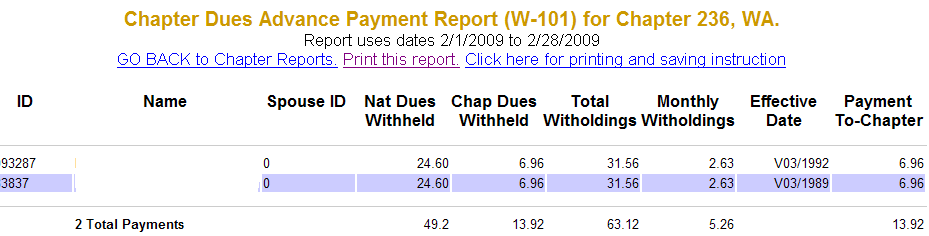 Chapter Dues Advance Payment Report (W-101) for Chapter 236, WA.
Report uses dates 2/1/2009 to 2/28/2009
GO BACK to Chapter Reports. Print this report. Click here for printing and saving instruction
ID Name Spouse ID Nat Dues Withheld Chap Dues Withheld Total Witholdings Monthly Witholdings Effective Date Payment To-Chapter
93287 0 24.60 6.96 31.56 2.63 V03/1992 6.96
3837 0 24.60 6.96 31.56 2.63 V03/1989 6.96
2 Total Payments 49.2 13.92 63.12 5.26 13.92